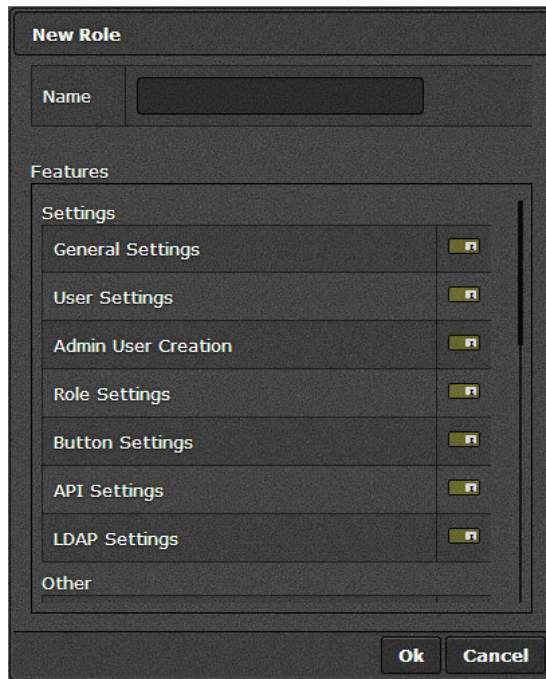 New Role
Name
Features
Settings
General Settings
User Settings
Admin User Creation
Role Settings
Button Settings
API Settings
LDAP Settings
Other
Ok Cancel